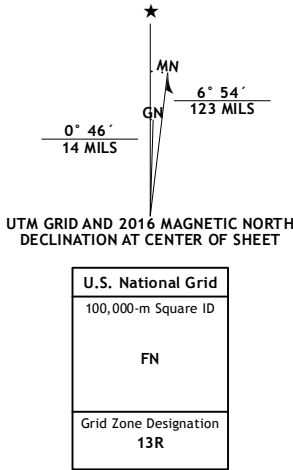 ★
MN
GN
6° 54´
123 MILS
0° 46´
14 MILS
UTM GRID AND 2016 MAGNETIC NORTH
DECLINATION AT CENTER OF SHEET
U.S. National Grid
100,000-m Square ID
FN
Grid Zone Designation
13R